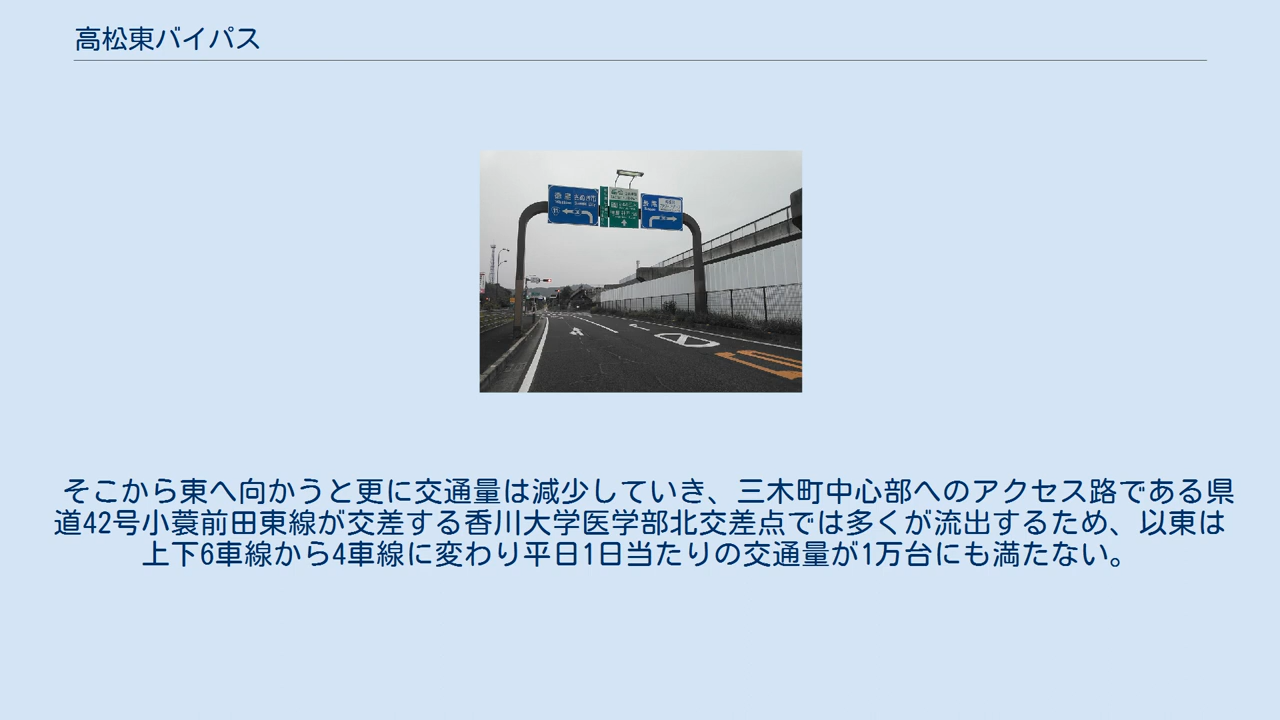 高松東バイパス
そこから東へ向かうと更に交通量は減少していき、三木町中心部へのアクセス路である県
道42号小蓑前田東線が交差する香川大学医学部北交差点では多くが流出するため、以東は
上下6車線から4車線に変わり平日1日当たりの交通量が1万台にも満たない。